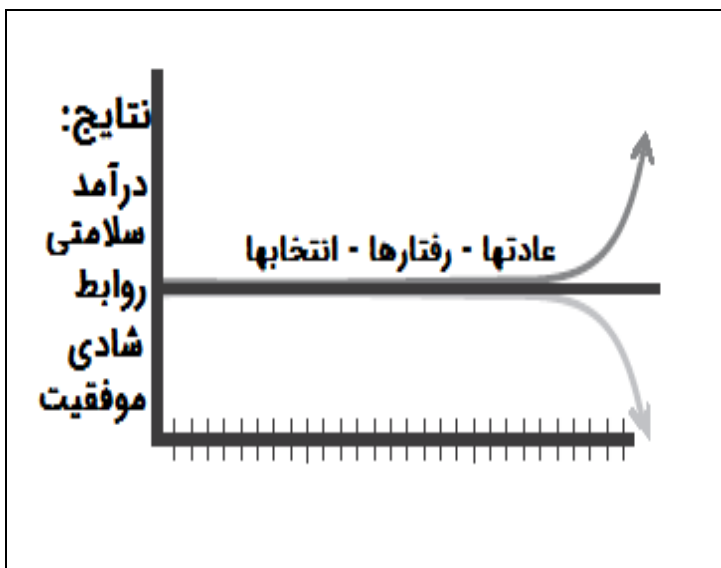 نتایج:
درآمد
سلامتی
روابط
شادی
موفقیت
عادتها - رفتارها - انتخابها